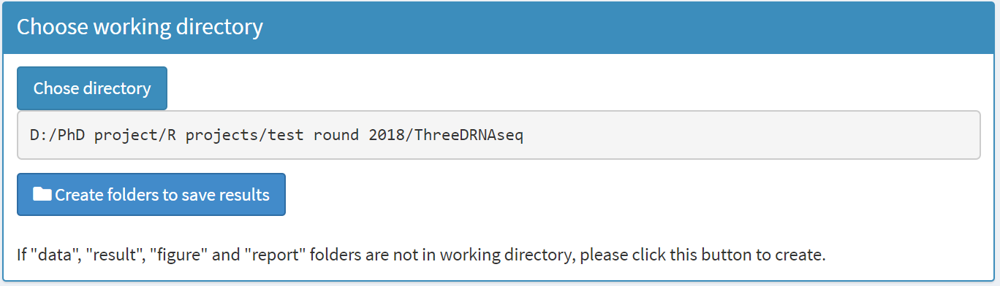 Choose working directory
Chose directory
D:/PhD project/R projects/test round 2018/ThreeDRNAseq
Create folders to save results
If "data", "result", "figure" and "report" folders are not in working directory, please click this button to create.